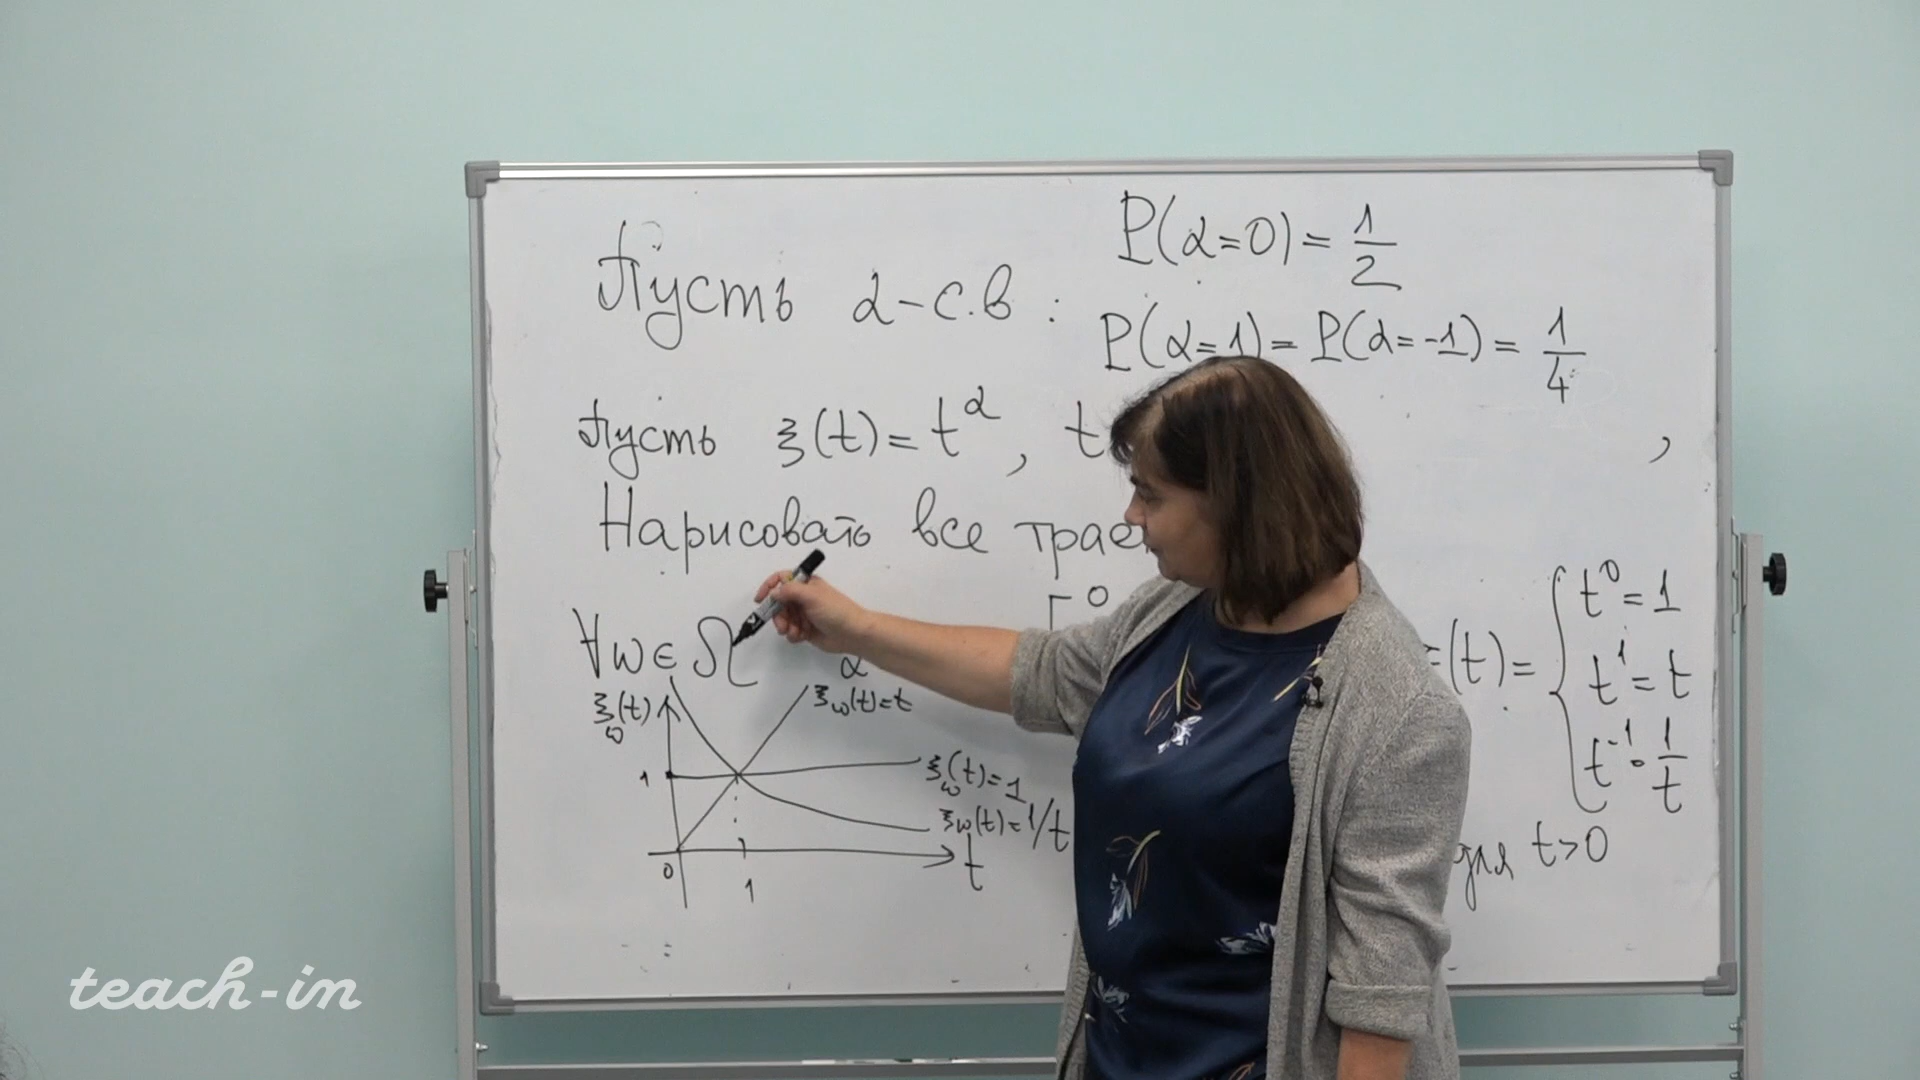 P(α=0) = 1/2
Пусть α - с.в :
P(α=1) = P(α=-1) = 1/4
Пусть ξ(t) = t^α , t ,
Нарисовать все
∀ω ∈ Ω α
0
(t) = { t^0 = 1
t^1 = t
t^-1 = 1/t
ξ_ω(t)
ξ_ω(t)=t
1
ξ_ω(t)=1
ξ_ω(t)=1/t
0 1 t
для t>0
teach-in